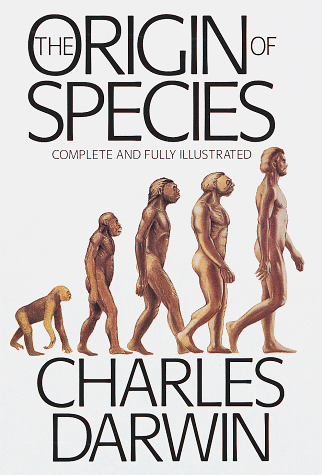 THE ORIGIN OF
SPECIES
COMPLETE AND FULLY ILLUSTRATED
CHARLES
DARWIN